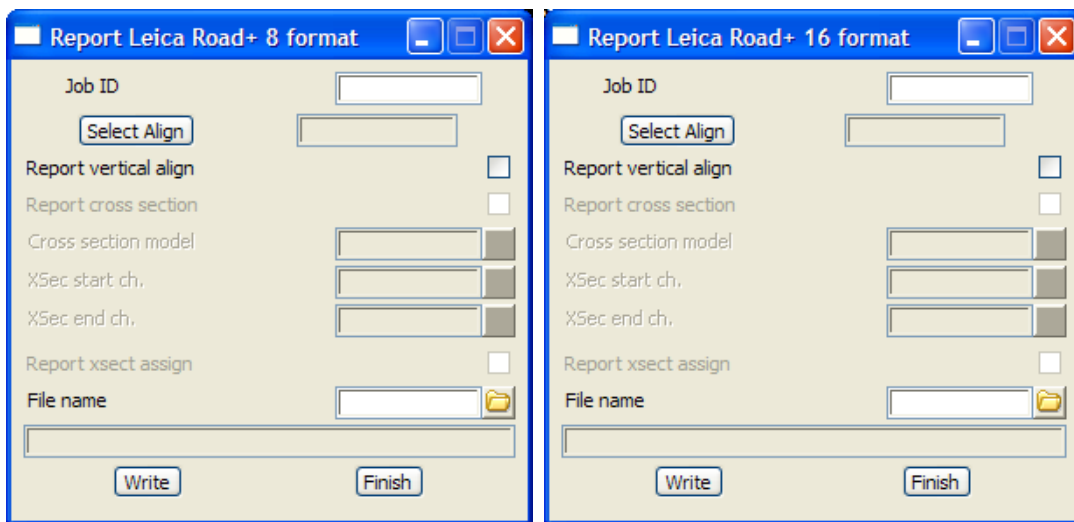 Report Leica Road+ 8 format
Job ID
Select Align
Report vertical align
Report cross section
Cross section model
XSec start ch.
XSec end ch.
Report xsect assign
File name
Write Finish
Report Leica Road+ 16 format
Job ID
Select Align
Report vertical align
Report cross section
Cross section model
XSec start ch.
XSec end ch.
Report xsect assign
File name
Write Finish